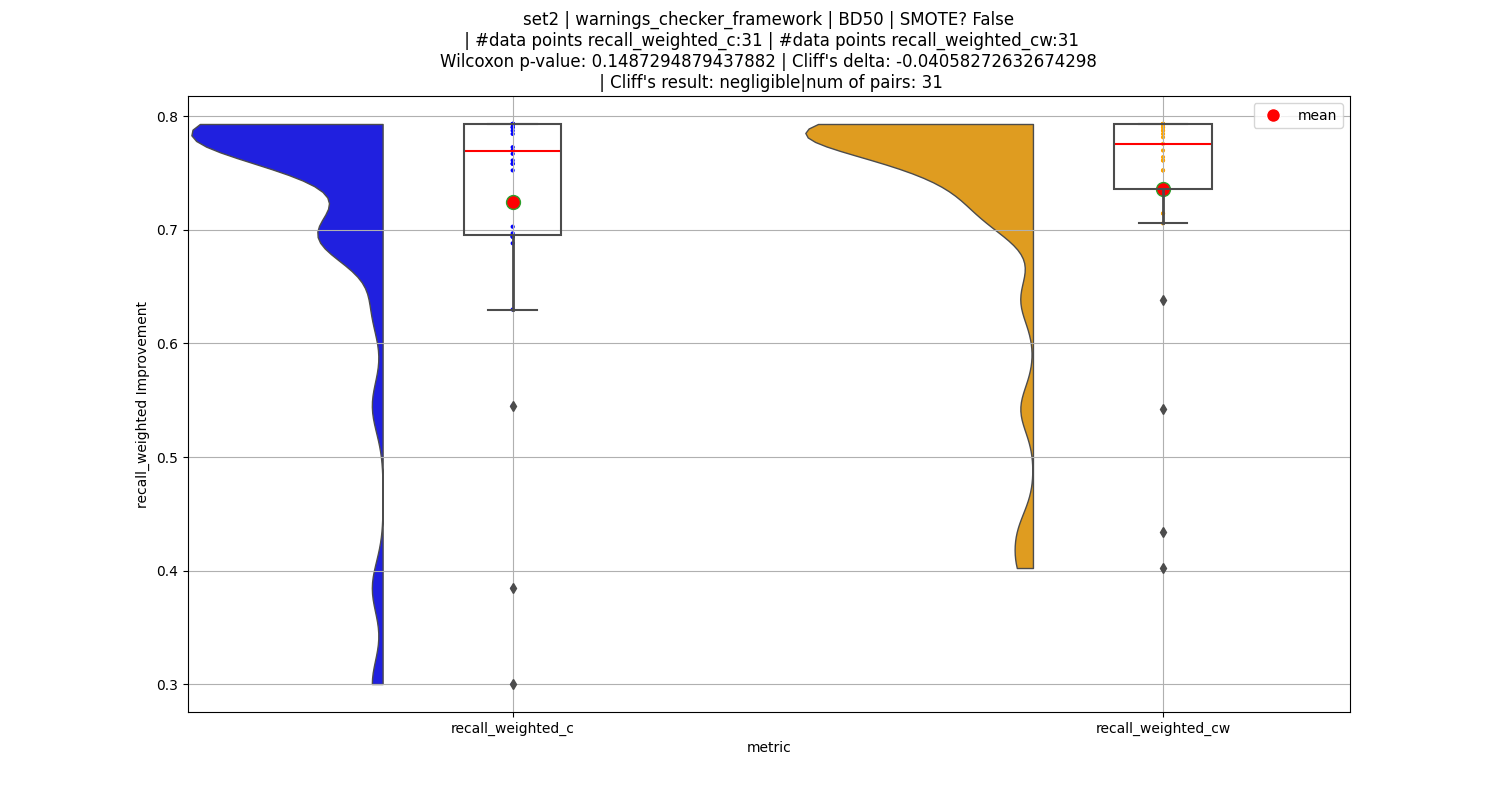 set2 | warnings_checker_framework | BD50 | SMOTE? False
| #data points recall_weighted_c:31 | #data points recall_weighted_cw:31
Wilcoxon p-value: 0.1487294879437882 | Cliff's delta: -0.04058272632674298
| Cliff's result: negligible|num of pairs: 31
mean
0.8
0.7
0.6
0.5
0.4
0.3
recall_weighted Improvement
recall_weighted_c
recall_weighted_cw
metric